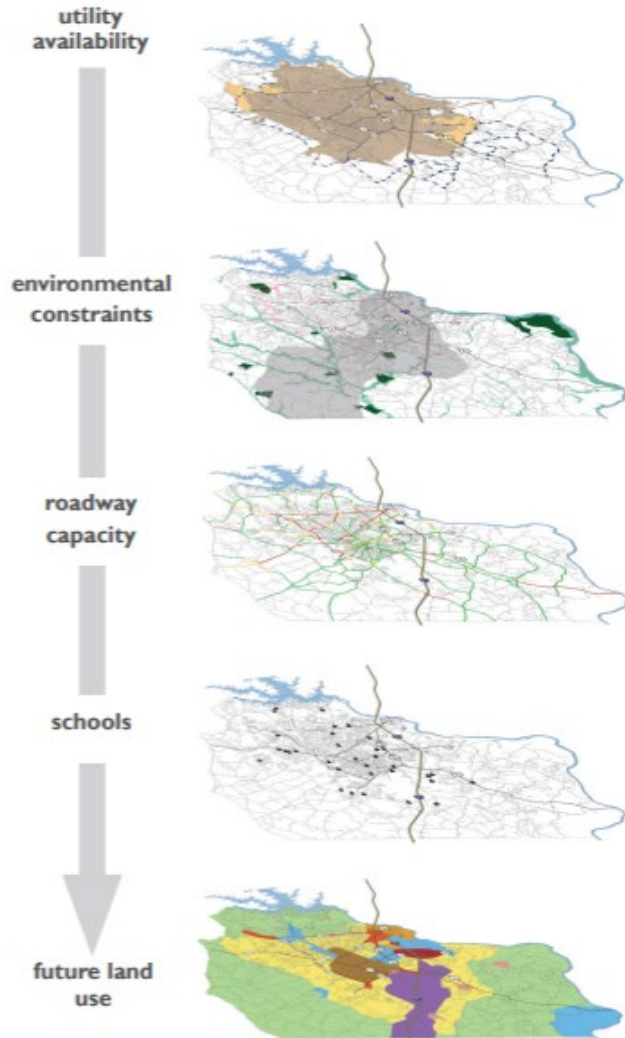 utility
availability
environmental
constraints
roadway
capacity
schools
future land
use